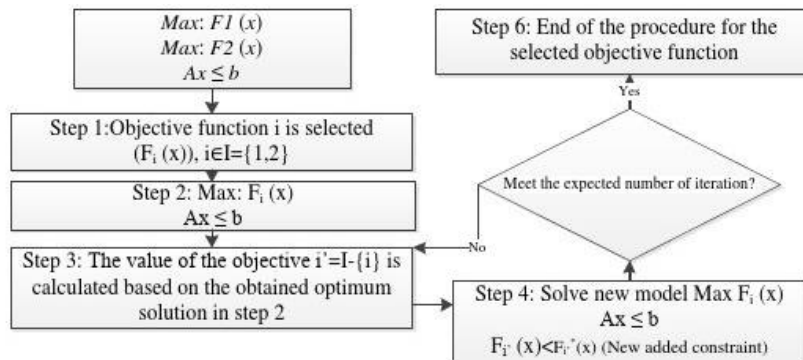 Max: F1 (x)
Max: F2 (x)
Ax ≤ b
Step 1:Objective function i is selected
(Fi (x)), i∈I={1,2}
Step 2: Max: Fi (x)
Ax ≤ b
Step 3: The value of the objective i'=I-{i} is
calculated based on the obtained optimum
solution in step 2
Step 4: Solve new model Max Fi (x)
Ax ≤ b
Fi' (x)<Fi'*(x) (New added constraint)
Meet the expected number of iteration?
No
Yes
Step 6: End of the procedure for the
selected objective function